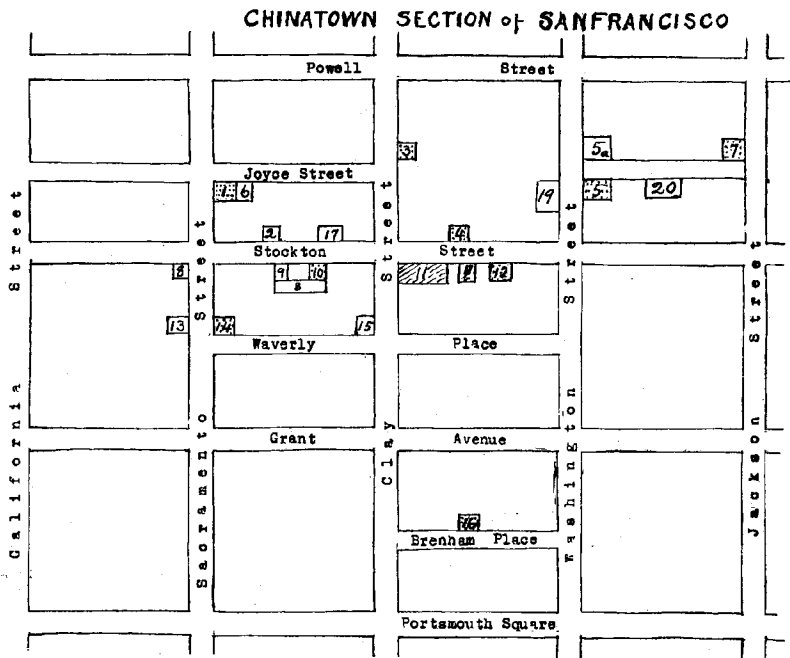 CHINATOWN SECTION of SANFRANCISCO
Powell Street
3
5a
7
Joyce Street
1 6
19
5
20
2
17
4
Stockton Street
8
9
10
11
12
13
14
15
Waverly Place
Grant Avenue
16
Brenham Place
Portsmouth Square
California Street
Sacramento Street
Clay Street
Washington Street
Jackson Street